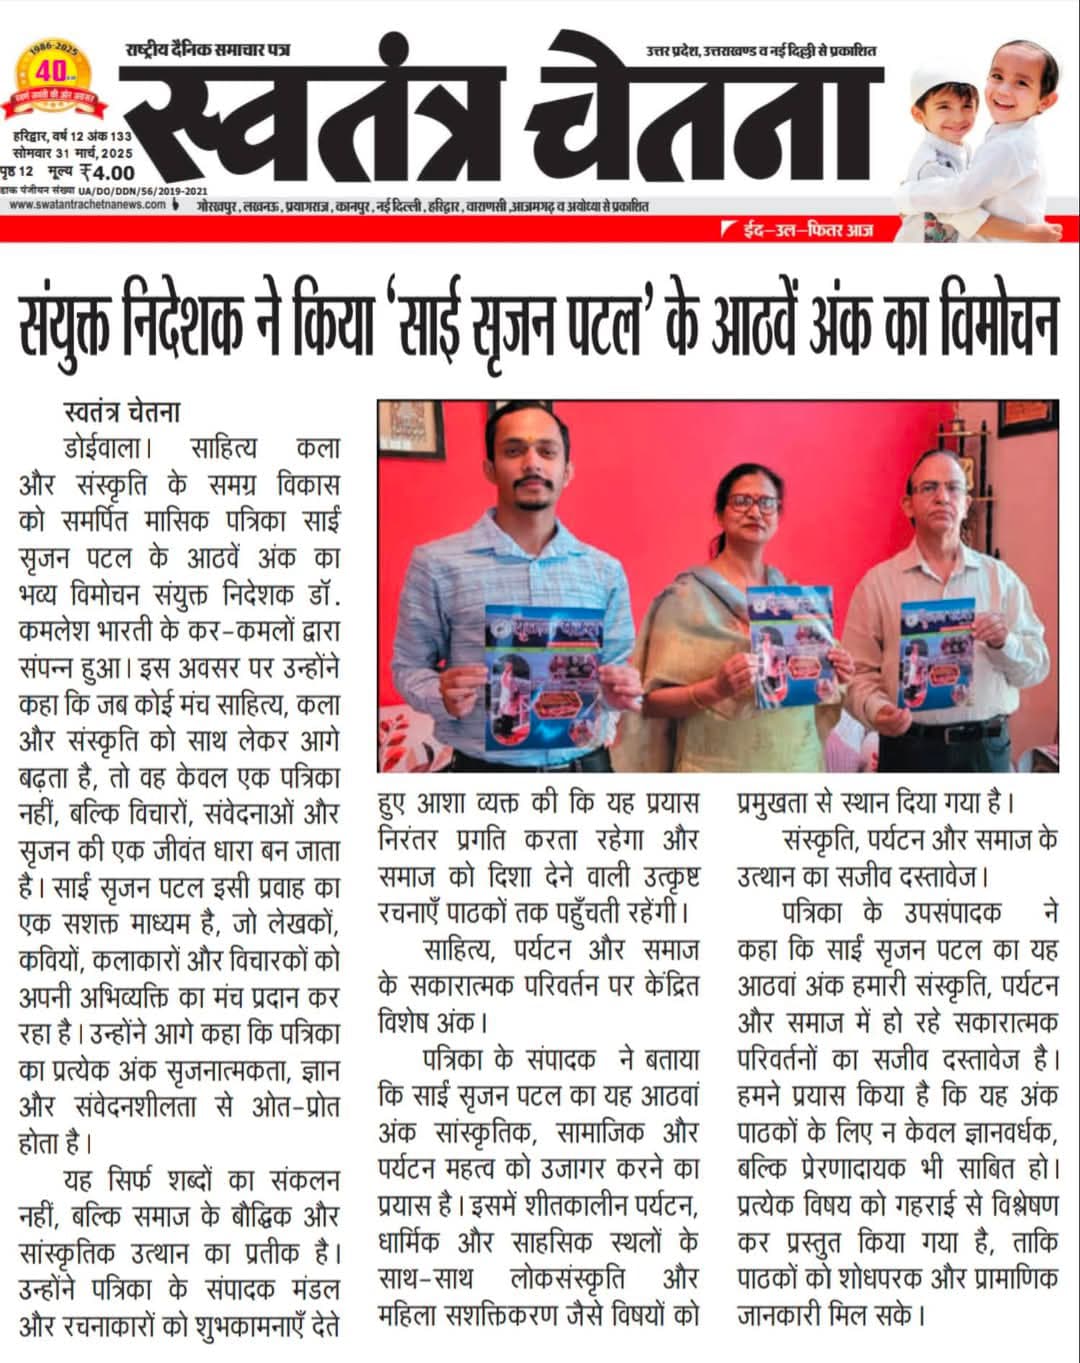 1986-2025
40
राष्ट्रीय दैनिक समाचार पत्र
उत्तर प्रदेश, उत्तराखण्ड व नई दिल्ली से प्रकाशित
स्वतंत्र चेतना
हरिद्वार, वर्ष 12 अंक 133
सोमवार 31 मार्च, 2025
पृष्ठ 12 मूल्य ₹4.00
डाक पंजीयन संख्या UA/DO/DDN/56/2019-2021
www.swatantrachetnanews.com
गोरखपुर, लखनऊ, प्रयागराज, कानपुर, नई दिल्ली, हरिद्वार, वाराणसी, आजमगढ़ व अयोध्या से प्रकाशित
ईद-उल-फितर आज
संयुक्त निदेशक ने किया ‘साईं सृजन पटल’ के आठवें अंक का विमोचन
स्वतंत्र चेतना
डोईवाला। साहित्य कला
और संस्कृति के समग्र विकास
को समर्पित मासिक पत्रिका साईं
सृजन पटल के आठवें अंक का
भव्य विमोचन संयुक्त निदेशक डॉ.
कमलेश भारती के कर-कमलों द्वारा
संपन्न हुआ। इस अवसर पर उन्होंने
कहा कि जब कोई मंच साहित्य, कला
और संस्कृति को साथ लेकर आगे
बढ़ता है, तो वह केवल एक पत्रिका
नहीं, बल्कि विचारों, संवेदनाओं और
सृजन की एक जीवंत धारा बन जाता
है। साईं सृजन पटल इसी प्रवाह का
एक सशक्त माध्यम है, जो लेखकों,
कवियों, कलाकारों और विचारकों को
अपनी अभिव्यक्ति का मंच प्रदान कर
रहा है। उन्होंने आगे कहा कि पत्रिका
का प्रत्येक अंक सृजनात्मकता, ज्ञान
और संवेदनशीलता से ओत-प्रोत
होता है।
यह सिर्फ शब्दों का संकलन
नहीं, बल्कि समाज के बौद्धिक और
सांस्कृतिक उत्थान का प्रतीक है।
उन्होंने पत्रिका के संपादक मंडल
और रचनाकारों को शुभकामनाएँ देते
हुए आशा व्यक्त की कि यह प्रयास
निरंतर प्रगति करता रहेगा और
समाज को दिशा देने वाली उत्कृष्ट
रचनाएँ पाठकों तक पहुँचती रहेंगी।
साहित्य, पर्यटन और समाज
के सकारात्मक परिवर्तन पर केंद्रित
विशेष अंक।
पत्रिका के संपादक ने बताया
कि साईं सृजन पटल का यह आठवां
अंक सांस्कृतिक, सामाजिक और
पर्यटन महत्व को उजागर करने का
प्रयास है। इसमें शीतकालीन पर्यटन,
धार्मिक और साहसिक स्थलों के
साथ-साथ लोकसंस्कृति और
महिला सशक्तिकरण जैसे विषयों को
प्रमुखता से स्थान दिया गया है।
संस्कृति, पर्यटन और समाज के
उत्थान का सजीव दस्तावेज।
पत्रिका के उपसंपादक ने
कहा कि साईं सृजन पटल का यह
आठवां अंक हमारी संस्कृति, पर्यटन
और समाज में हो रहे सकारात्मक
परिवर्तनों का सजीव दस्तावेज है।
हमने प्रयास किया है कि यह अंक
पाठकों के लिए न केवल ज्ञानवर्धक,
बल्कि प्रेरणादायक भी साबित हो।
प्रत्येक विषय को गहराई से विश्लेषण
कर प्रस्तुत किया गया है, ताकि
पाठकों को शोधपरक और प्रामाणिक
जानकारी मिल सके।